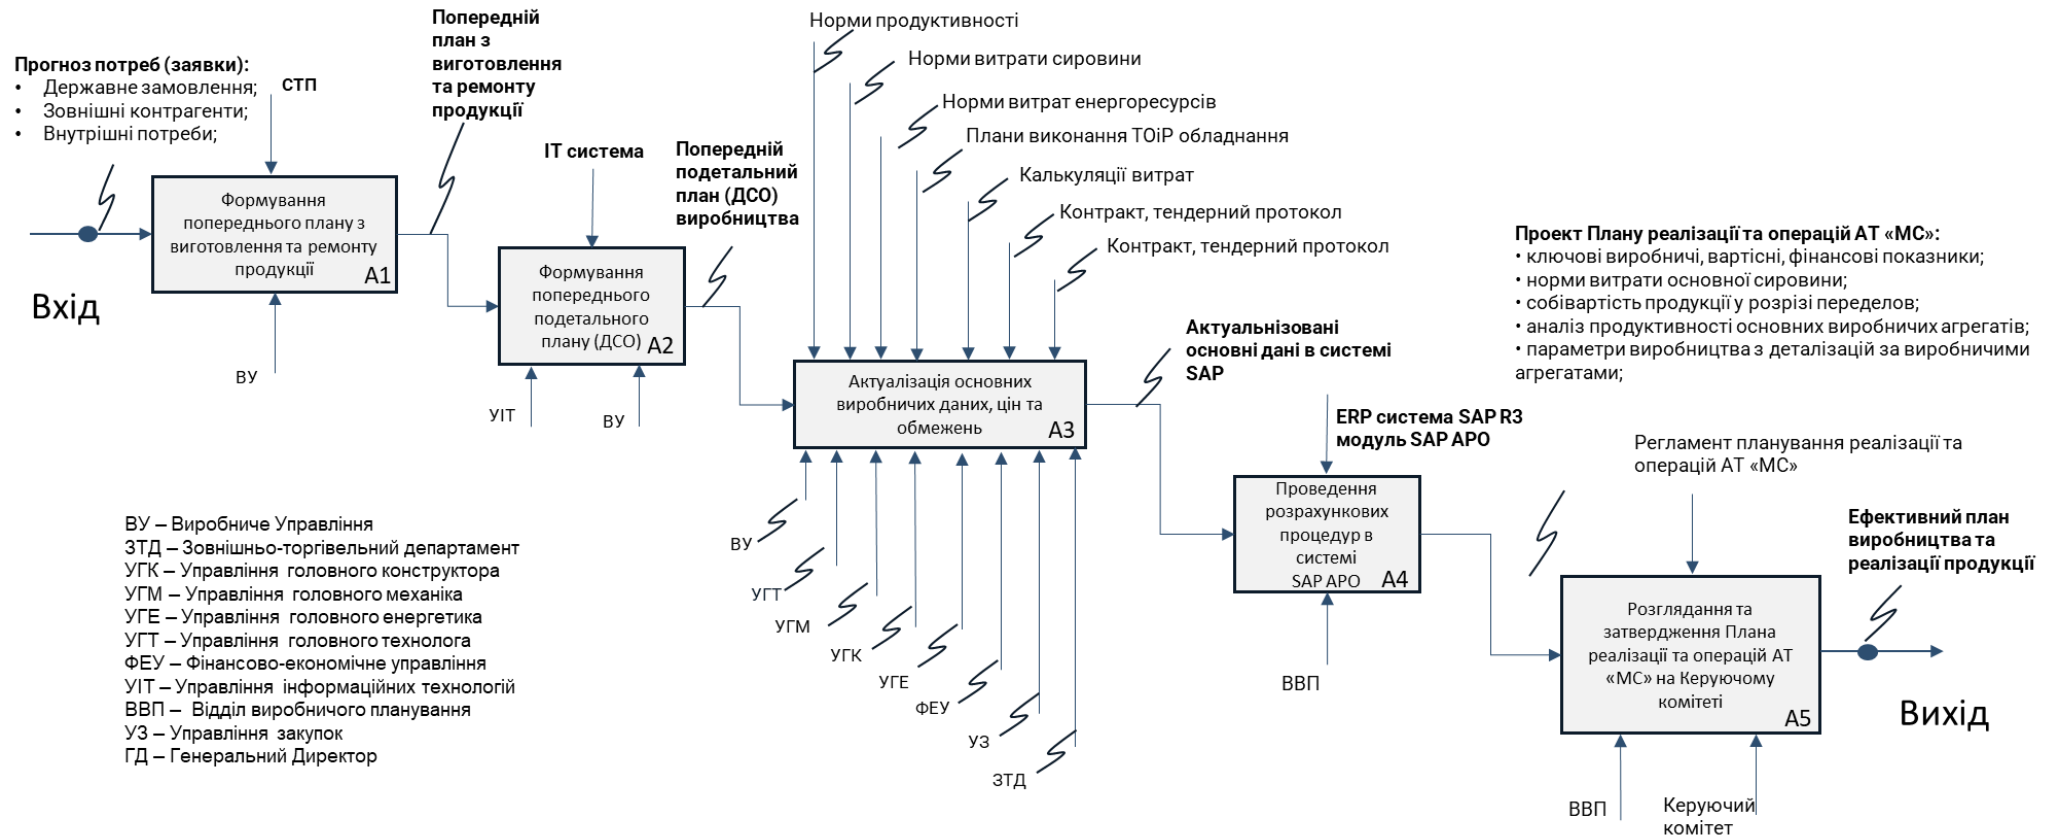 Прогноз потреб (заявки):
• Державне замовлення;
• Зовнішні контрагенти;
• Внутрішні потреби;
СТП
Попередній
план з
виготовлення
та ремонту
продукції
Вхід
Формування
попереднього плану з
виготовлення та ремонту
продукції
А1
ВУ
ІТ система
Попередній
подетальний
план (ДСО)
виробництва
Формування
попереднього
подетального
плану (ДСО)
А2
УІТ
ВУ
Норми продуктивності
Норми витрати сировини
Норми витрат енергоресурсів
Плани виконання ТОіР обладнання
Калькуляції витрат
Контракт, тендерний протокол
Контракт, тендерний протокол
Актуалізація основних
виробничих даних, цін та
обмежень
А3
ВУ
УГТ
УГМ
УГК
УГЕ
ФЕУ
УЗ
ЗТД
Актуальнізовані
основні дані в системі
SAP
ERP система SAP R3
модуль SAP APO
Проведення
розрахункових
процедур в
системі
SAP APO
А4
ВВП
Проект Плану реалізації та операцій АТ «МС»:
• ключові виробничі, вартісні, фінансові показники;
• норми витрати основної сировини;
• собівартість продукції у розрізі переделов;
• аналіз продуктивності основних виробничих агрегатів;
• параметри виробництва з деталізацій за виробничими
агрегатами;
Регламент планування реалізації та
операцій АТ «МС»
Розглядання та
затвердження Плана
реалізації та операцій АТ
«МС» на Керуючому
комітеті
А5
ВВП
Керуючий
комітет
Ефективний план
виробництва та
реалізації продукції
Вихід
ВУ – Виробниче Управління
ЗТД – Зовнішньо-торгівельний департамент
УГК – Управління головного конструктора
УГМ – Управління головного механіка
УГЕ – Управління головного енергетика
УГТ – Управління головного технолога
ФЕУ – Фінансово-економічне управління
УІТ – Управління інформаційних технологій
ВВП – Відділ виробничого планування
УЗ – Управління закупок
ГД – Генеральний Директор